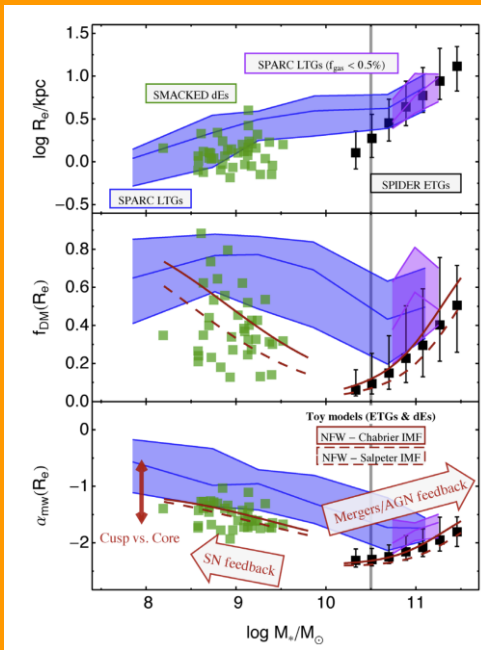 log Rₑ/kpc
1.5
1.0
0.5
0.0
−0.5
SPARC LTGs (f_gas < 0.5%)
SMACKED dEs
SPARC LTGs
SPIDER ETGs
f_DM(Rₑ)
0.8
0.6
0.4
0.2
0.0
α_mw(Rₑ)
0
−1
−2
Toy models (ETGs & dEs)
NFW − Chabrier IMF
NFW − Salpeter IMF
Mergers/AGN feedback
Cusp vs. Core
SN feedback
8
9
10
11
log M*/M⊙